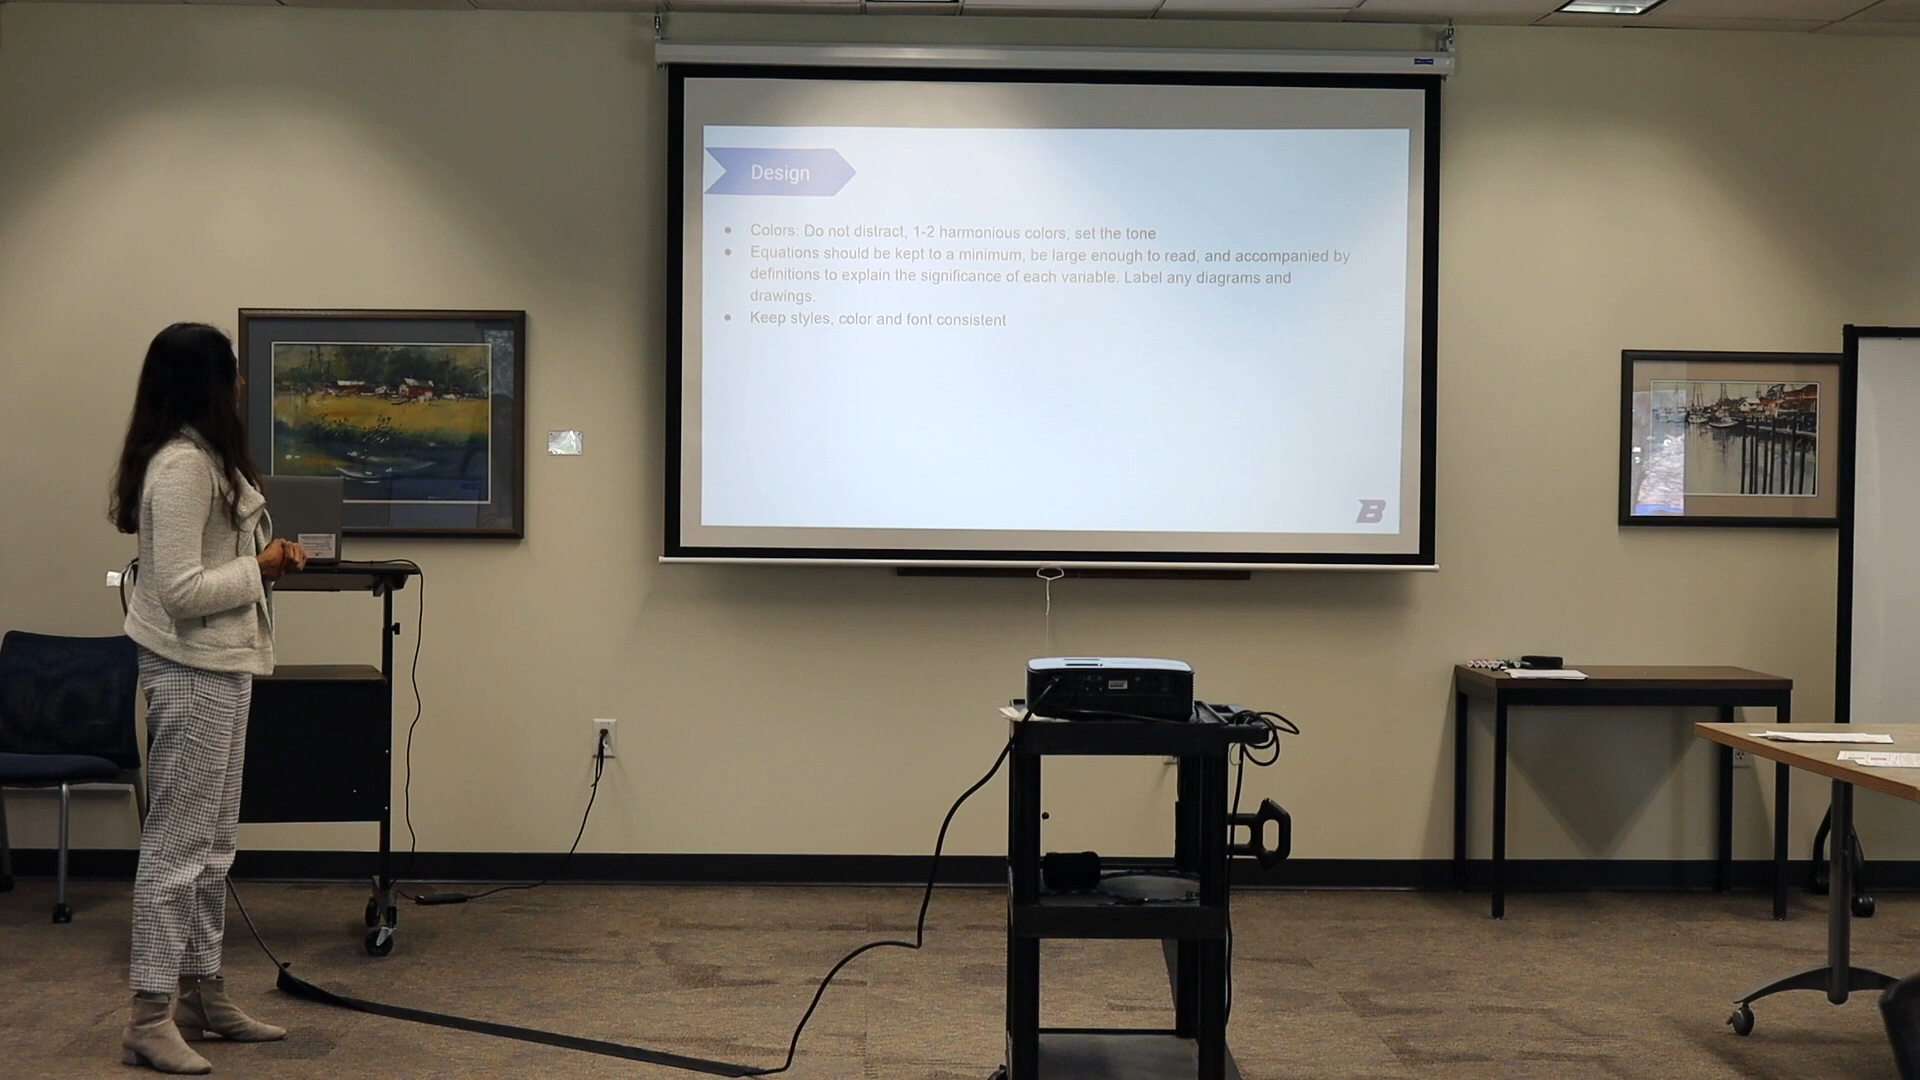 Design
● Colors: Do not distract, 1-2 harmonious colors, set the tone
● Equations should be kept to a minimum, be large enough to read, and accompanied by
definitions to explain the significance of each variable. Label any diagrams and
drawings.
● Keep styles, color and font consistent
B